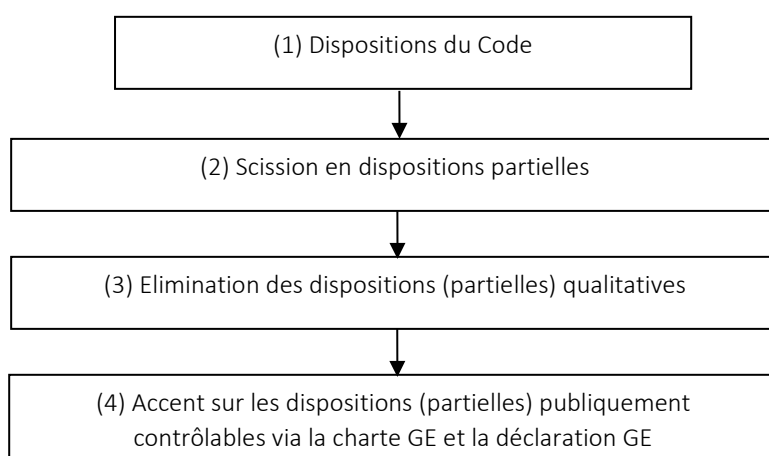 (1) Dispositions du Code
(2) Scission en dispositions partielles
(3) Elimination des dispositions (partielles) qualitatives
(4) Accent sur les dispositions (partielles) publiquement
contrôlables via la charte GE et la déclaration GE